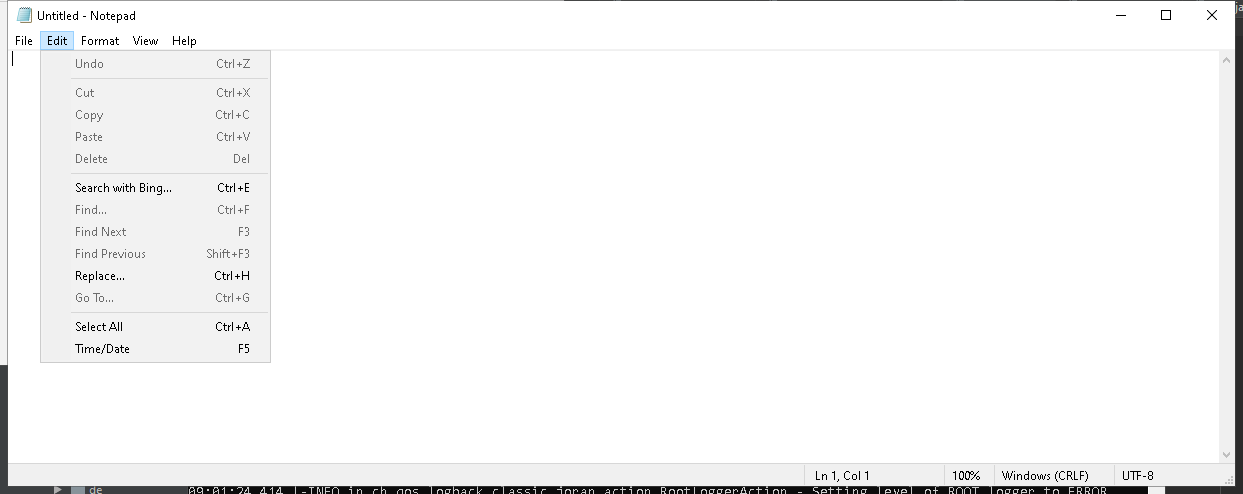 Untitled - Notepad
File Edit Format View Help
Undo Ctrl+Z
Cut Ctrl+X
Copy Ctrl+C
Paste Ctrl+V
Delete Del
Search with Bing... Ctrl+E
Find... Ctrl+F
Find Next F3
Find Previous Shift+F3
Replace... Ctrl+H
Go To... Ctrl+G
Select All Ctrl+A
Time/Date F5
Ln 1, Col 1 100% Windows (CRLF) UTF-8
de 09:01:24,414 |-INFO in ch.qos.logback.classic.joran.action.RootLoggerAction - Setting level of ROOT logger to ERROR